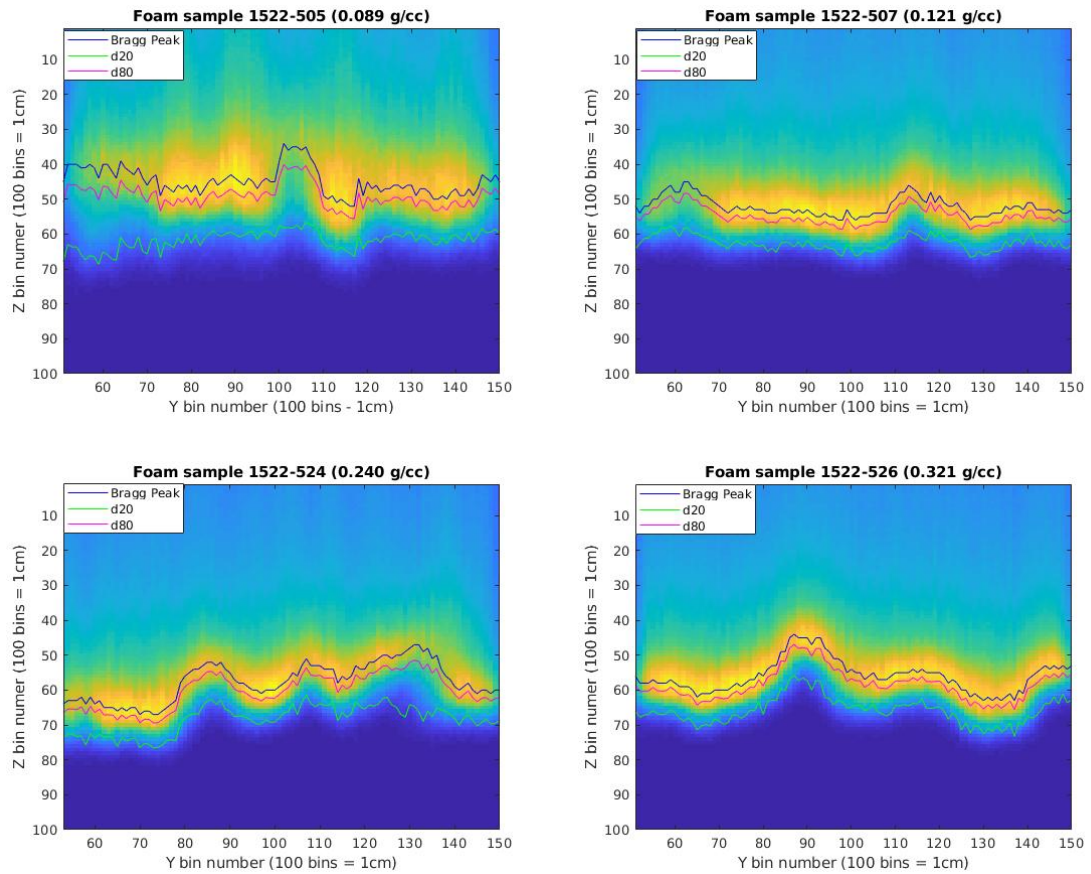 Foam sample 1522-505 (0.089 g/cc)
Bragg Peak
d20
d80
10
20
30
40
50
60
70
80
90
100
Z bin numer (100 bins = 1cm)
60 70 80 90 100 110 120 130 140 150
Y bin number (100 bins - 1cm)
Foam sample 1522-507 (0.121 g/cc)
Bragg Peak
d20
d80
10
20
30
40
50
60
70
80
90
100
Z bin numer (100 bins = 1cm)
60 70 80 90 100 110 120 130 140 150
Y bin number (100 bins = 1cm)
Foam sample 1522-524 (0.240 g/cc)
Bragg Peak
d20
d80
10
20
30
40
50
60
70
80
90
100
Z bin numer (100 bins = 1cm)
60 70 80 90 100 110 120 130 140 150
Y bin number (100 bins = 1cm)
Foam sample 1522-526 (0.321 g/cc)
Bragg Peak
d20
d80
10
20
30
40
50
60
70
80
90
100
Z bin numer (100 bins = 1cm)
60 70 80 90 100 110 120 130 140 150
Y bin number (100 bins = 1cm)